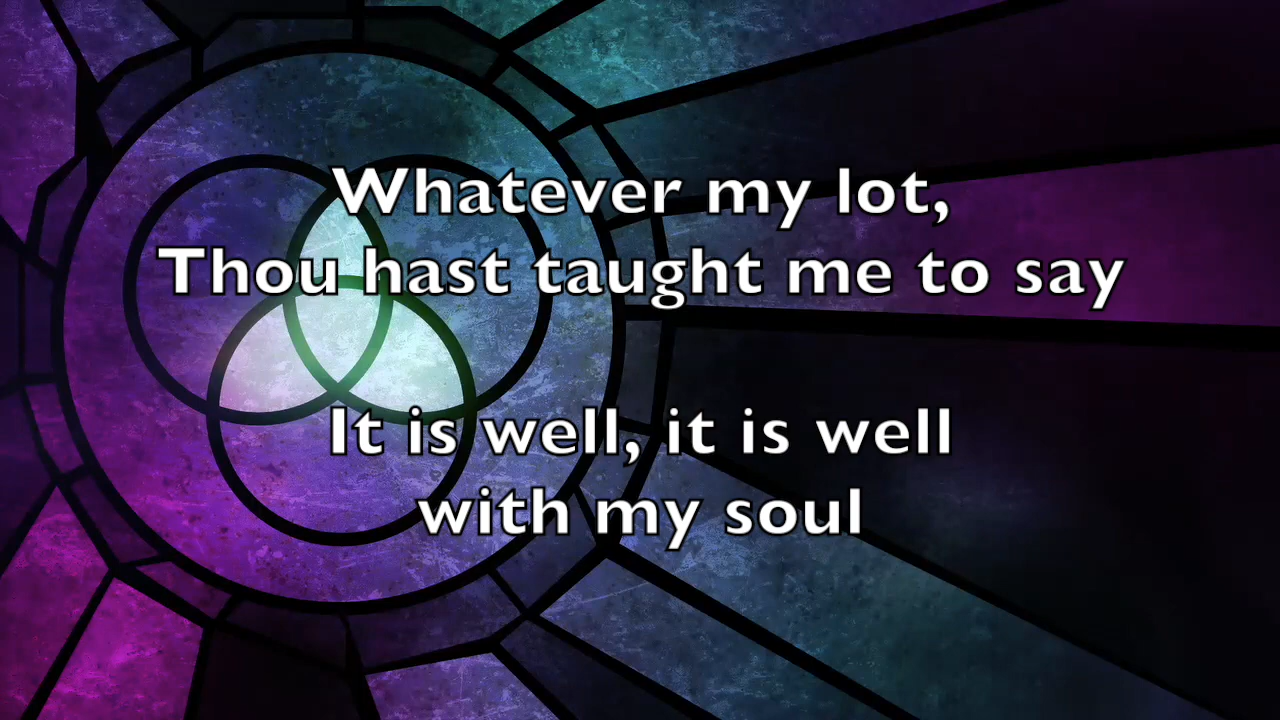 Whatever my lot,
Thou hast taught me to say
It is well, it is well
with my soul